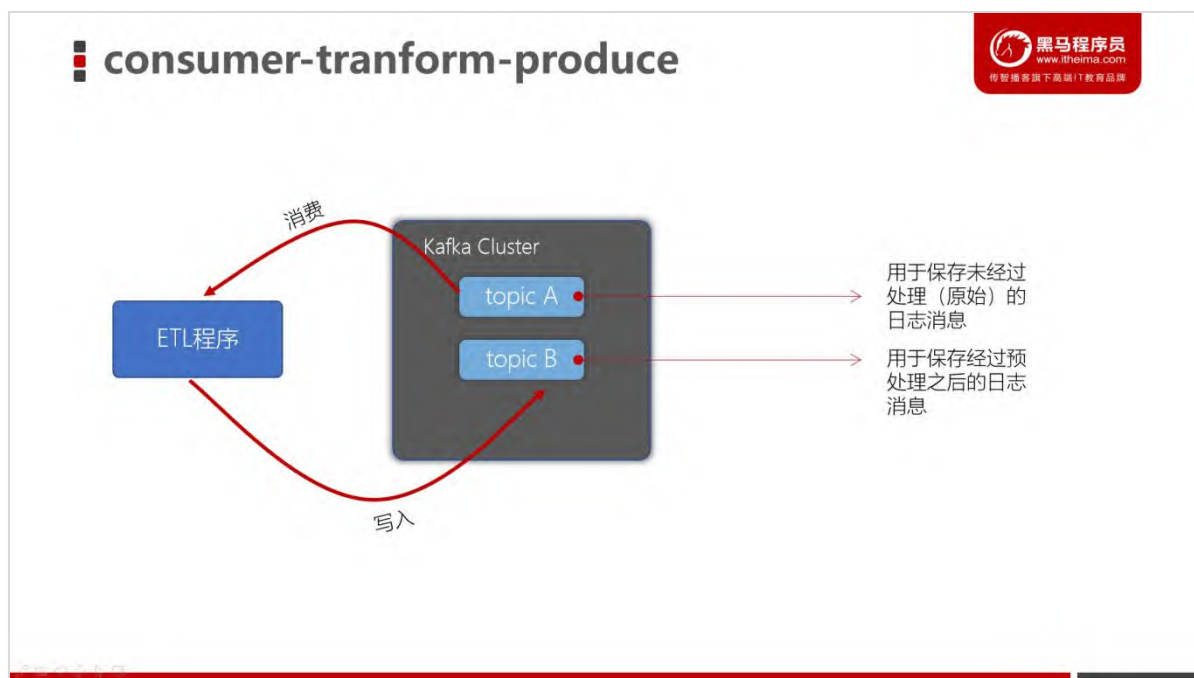 consumer-tranform-produce
黑马程序员
www.itheima.com
传智播客旗下高端IT教育品牌
消费
Kafka Cluster
topic A
用于保存未经过
处理（原始）的
日志消息
ETL程序
topic B
用于保存经过预
处理之后的日志
消息
写入